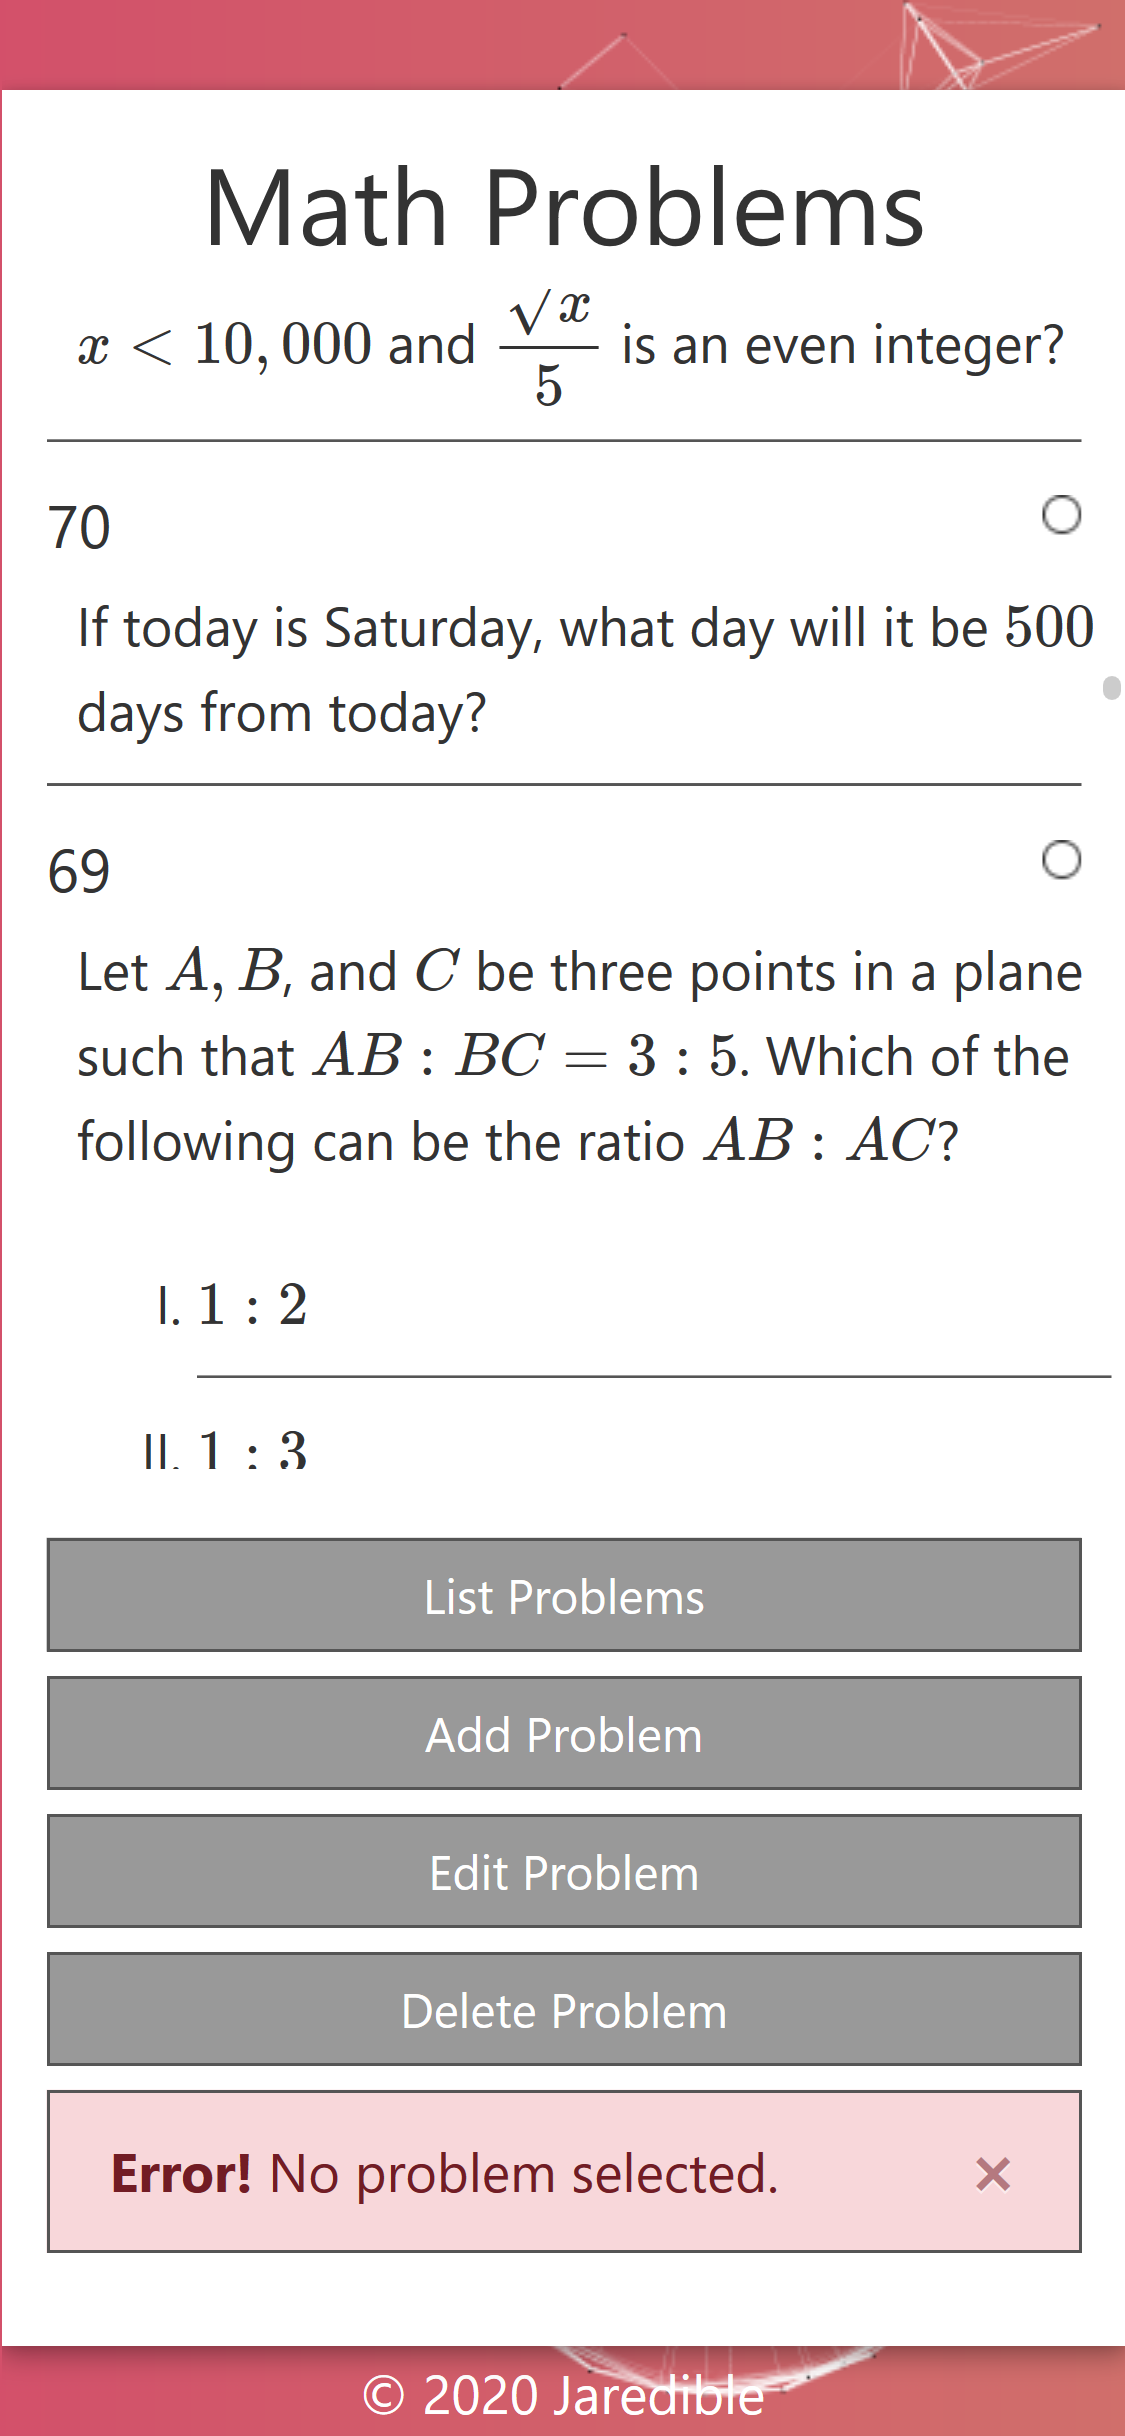 Math Problems
x < 10,000 and √x/5 is an even integer?
70
If today is Saturday, what day will it be 500
days from today?
69
Let A, B, and C be three points in a plane
such that AB : BC = 3 : 5. Which of the
following can be the ratio AB : AC?
I. 1 : 2
II. 1 : 3
List Problems
Add Problem
Edit Problem
Delete Problem
Error! No problem selected. ×
© 2020 Jaredible